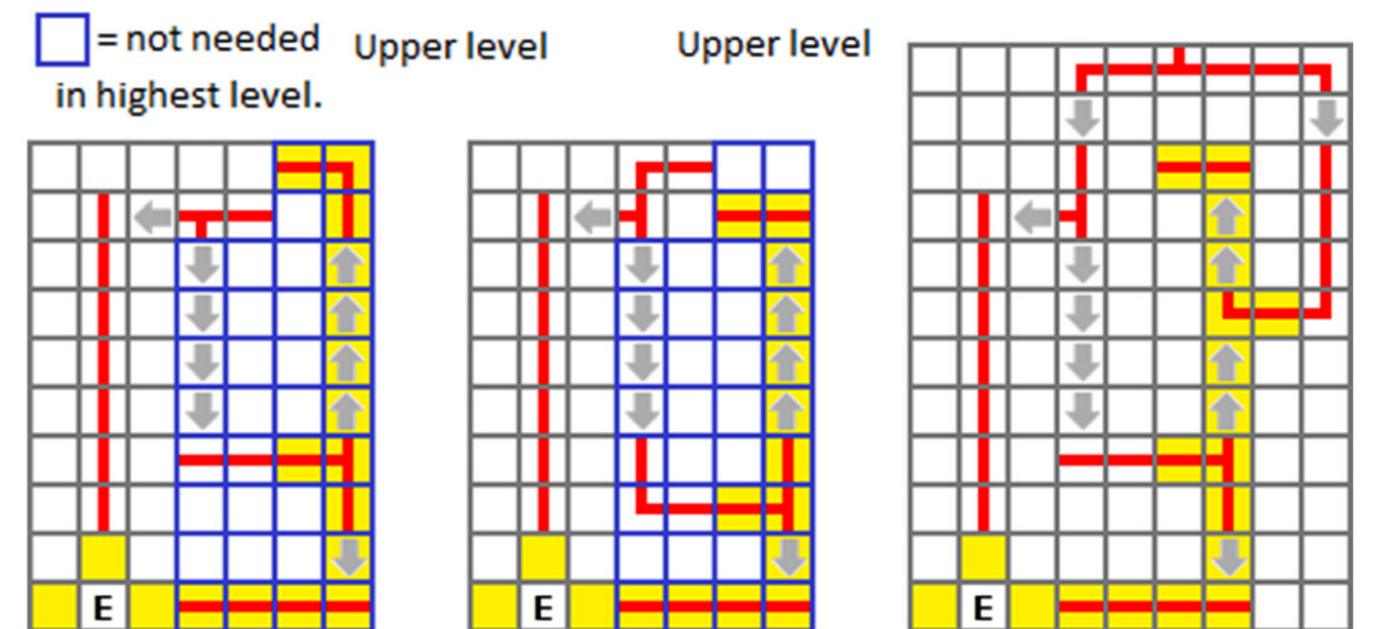 = not needed
in highest level.
Upper level
Upper level
E
E
E